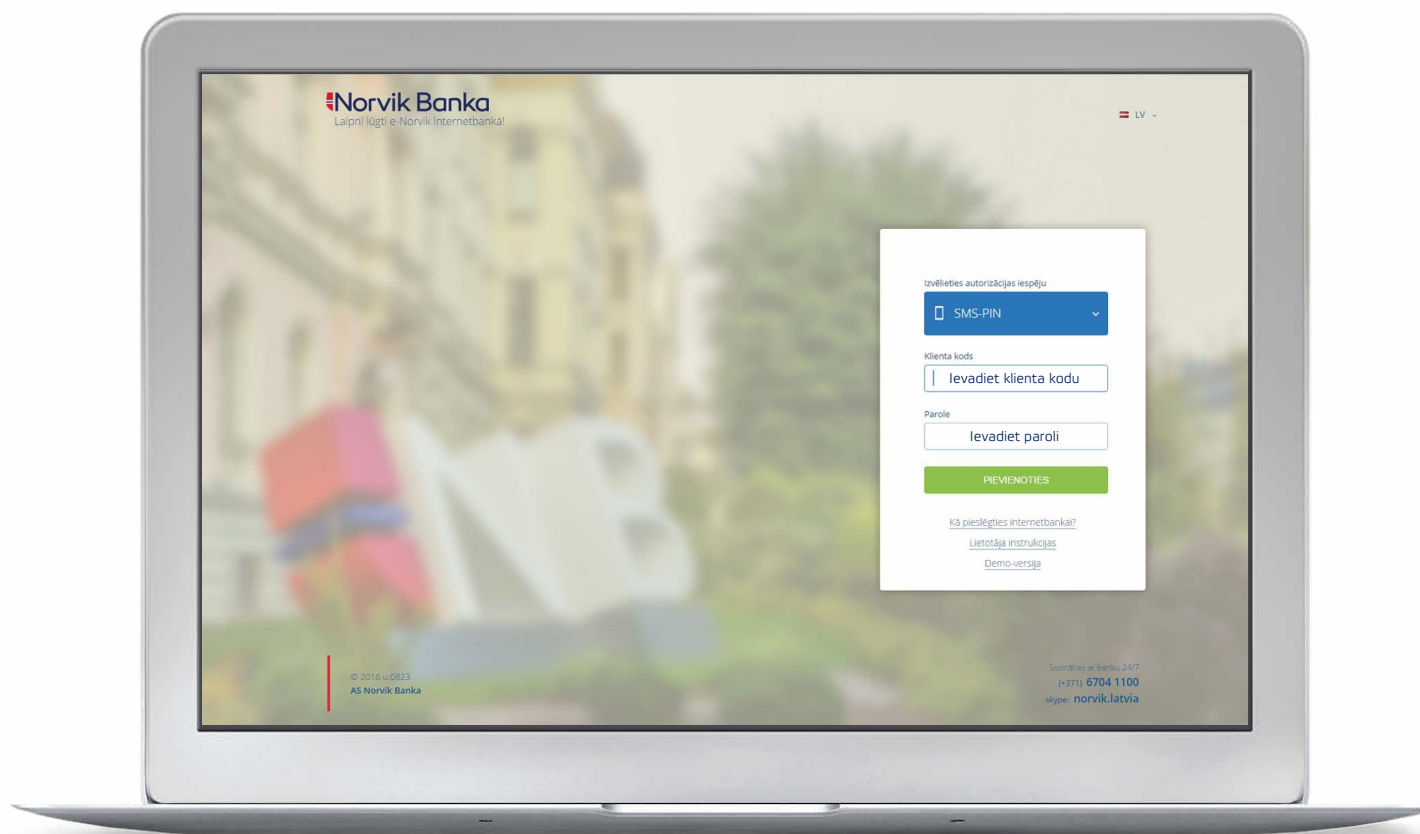 Norvik Banka
Laipni lūgti e-Norvik Internetbankā!
LV
Izvēlieties autorizācijas iespēju
SMS-PIN
Klienta kods
Ievadiet klienta kodu
Parole
Ievadiet paroli
PIEVIENOTIES
Kā pieslēgties internetbankai?
Lietotāja instrukcijas
Demo-versija
© 2016 u.0823
AS Norvik Banka
Sazināties ar banku 24/7
(+371) 6704 1100
skype: norvik.latvia